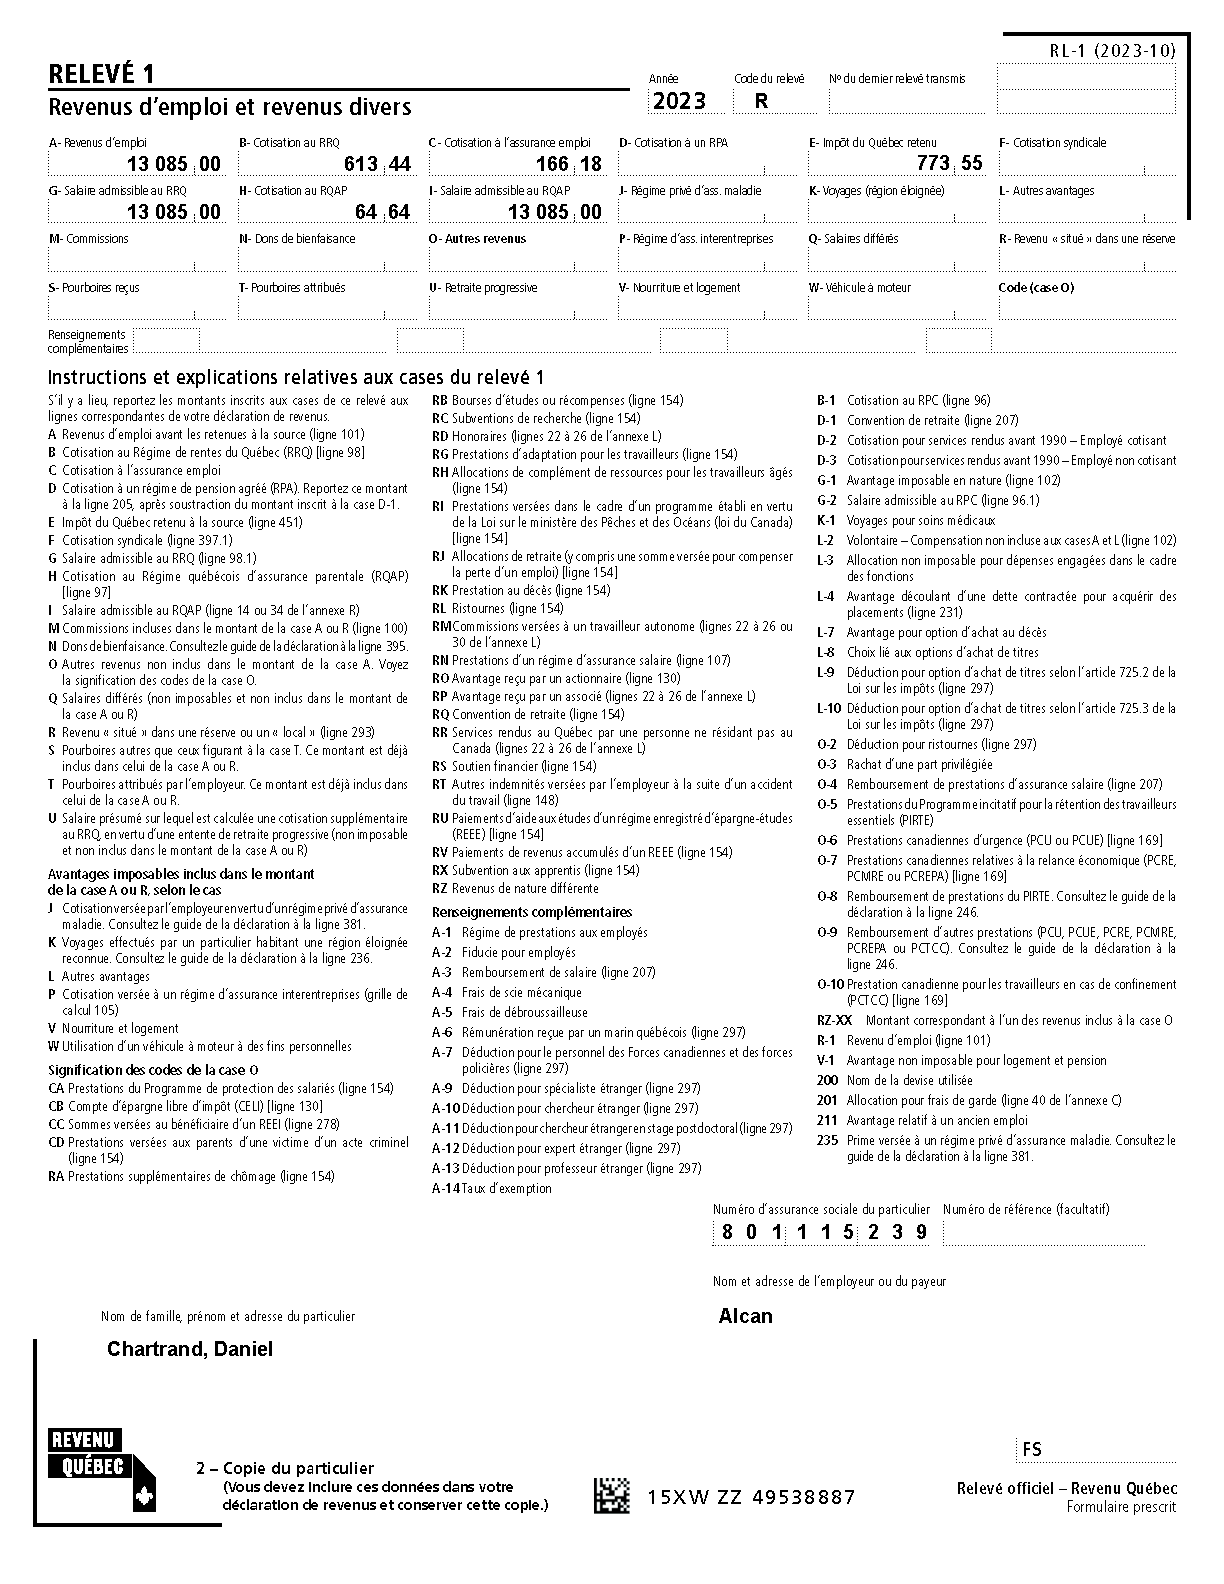 RL-1 (2023-10)
RELEVÉ 1
Revenus d’emploi et revenus divers
Année
2023
Code du relevé
R
Nº du dernier relevé transmis
A- Revenus d’emploi
13 085 00
B- Cotisation au RRQ
613 44
C - Cotisation à l’assurance emploi
166 18
D- Cotisation à un RPA
E- Impôt du Québec retenu
773 55
F- Cotisation syndicale
G- Salaire admissible au RRQ
13 085 00
H- Cotisation au RQAP
64 64
I- Salaire admissible au RQAP
13 085 00
J- Régime privé d’ass. maladie
K- Voyages (région éloignée)
L- Autres avantages
M- Commissions
N- Dons de bienfaisance
O- Autres revenus
P- Régime d’ass. interentreprises
Q- Salaires différés
R- Revenu « situé » dans une réserve
S- Pourboires reçus
T- Pourboires attribués
U- Retraite progressive
V- Nourriture et logement
W- Véhicule à moteur
Code (case O)
Renseignements
complémentaires
Instructions et explications relatives aux cases du relevé 1
S’il y a lieu, reportez les montants inscrits aux cases de ce relevé aux
lignes correspondantes de votre déclaration de revenus.
A Revenus d’emploi avant les retenues à la source (ligne 101)
B Cotisation au Régime de rentes du Québec (RRQ) [ligne 98]
C Cotisation à l’assurance emploi
D Cotisation à un régime de pension agréé (RPA). Reportez ce montant
à la ligne 205, après soustraction du montant inscrit à la case D-1.
E Impôt du Québec retenu à la source (ligne 451)
F Cotisation syndicale (ligne 397.1)
G Salaire admissible au RRQ (ligne 98.1)
H Cotisation au Régime québécois d’assurance parentale (RQAP)
[ligne 97]
I Salaire admissible au RQAP (ligne 14 ou 34 de l’annexe R)
M Commissions incluses dans le montant de la case A ou R (ligne 100)
N Dons de bienfaisance. Consultez le guide de la déclaration à la ligne 395.
O Autres revenus non inclus dans le montant de la case A. Voyez
la signification des codes de la case O.
Q Salaires différés (non imposables et non inclus dans le montant de
la case A ou R)
R Revenu « situé » dans une réserve ou un « local » (ligne 293)
S Pourboires autres que ceux figurant à la case T. Ce montant est déjà
inclus dans celui de la case A ou R.
T Pourboires attribués par l’employeur. Ce montant est déjà inclus dans
celui de la case A ou R.
U Salaire présumé sur lequel est calculée une cotisation supplémentaire
au RRQ, en vertu d’une entente de retraite progressive (non imposable
et non inclus dans le montant de la case A ou R)
Avantages imposables inclus dans le montant
de la case A ou R, selon le cas
J Cotisation versée par l’employeur en vertu d’un régime privé d’assurance
maladie. Consultez le guide de la déclaration à la ligne 381.
K Voyages effectués par un particulier habitant une région éloignée
reconnue. Consultez le guide de la déclaration à la ligne 236.
L Autres avantages
P Cotisation versée à un régime d’assurance interentreprises (grille de
calcul 105)
V Nourriture et logement
W Utilisation d’un véhicule à moteur à des fins personnelles
Signification des codes de la case O
CA Prestations du Programme de protection des salariés (ligne 154)
CB Compte d’épargne libre d’impôt (CELI) [ligne 130]
CC Sommes versées au bénéficiaire d’un REEI (ligne 278)
CD Prestations versées aux parents d’une victime d’un acte criminel
(ligne 154)
RA Prestations supplémentaires de chômage (ligne 154)
RB Bourses d’études ou récompenses (ligne 154)
RC Subventions de recherche (ligne 154)
RD Honoraires (lignes 22 à 26 de l’annexe L)
RG Prestations d’adaptation pour les travailleurs (ligne 154)
RH Allocations de complément de ressources pour les travailleurs âgés
(ligne 154)
RI Prestations versées dans le cadre d’un programme établi en vertu
de la Loi sur le ministère des Pêches et des Océans (loi du Canada)
[ligne 154]
RJ Allocations de retraite (y compris une somme versée pour compenser
la perte d’un emploi) [ligne 154]
RK Prestation au décès (ligne 154)
RL Ristournes (ligne 154)
RM Commissions versées à un travailleur autonome (lignes 22 à 26 ou
30 de l’annexe L)
RN Prestations d’un régime d’assurance salaire (ligne 107)
RO Avantage reçu par un actionnaire (ligne 130)
RP Avantage reçu par un associé (lignes 22 à 26 de l’annexe L)
RQ Convention de retraite (ligne 154)
RR Services rendus au Québec par une personne ne résidant pas au
Canada (lignes 22 à 26 de l’annexe L)
RS Soutien financier (ligne 154)
RT Autres indemnités versées par l’employeur à la suite d’un accident
du travail (ligne 148)
RU Paiements d’aide aux études d’un régime enregistré d’épargne-études
(REEE) [ligne 154]
RV Paiements de revenus accumulés d’un REEE (ligne 154)
RX Subvention aux apprentis (ligne 154)
RZ Revenus de nature différente
Renseignements complémentaires
A-1 Régime de prestations aux employés
A-2 Fiducie pour employés
A-3 Remboursement de salaire (ligne 207)
A-4 Frais de scie mécanique
A-5 Frais de débroussailleuse
A-6 Rémunération reçue par un marin québécois (ligne 297)
A-7 Déduction pour le personnel des Forces canadiennes et des forces
policières (ligne 297)
A-9 Déduction pour spécialiste étranger (ligne 297)
A-10 Déduction pour chercheur étranger (ligne 297)
A-11 Déduction pour chercheur étranger en stage postdoctoral (ligne 297)
A-12 Déduction pour expert étranger (ligne 297)
A-13 Déduction pour professeur étranger (ligne 297)
A-14 Taux d’exemption
B-1 Cotisation au RPC (ligne 96)
D-1 Convention de retraite (ligne 207)
D-2 Cotisation pour services rendus avant 1990 – Employé cotisant
D-3 Cotisation pour services rendus avant 1990 – Employé non cotisant
G-1 Avantage imposable en nature (ligne 102)
G-2 Salaire admissible au RPC (ligne 96.1)
K-1 Voyages pour soins médicaux
L-2 Volontaire – Compensation non incluse aux cases A et L (ligne 102)
L-3 Allocation non imposable pour dépenses engagées dans le cadre
des fonctions
L-4 Avantage découlant d’une dette contractée pour acquérir des
placements (ligne 231)
L-7 Avantage pour option d’achat au décès
L-8 Choix lié aux options d’achat de titres
L-9 Déduction pour option d’achat de titres selon l’article 725.2 de la
Loi sur les impôts (ligne 297)
L-10 Déduction pour option d’achat de titres selon l’article 725.3 de la
Loi sur les impôts (ligne 297)
O-2 Déduction pour ristournes (ligne 297)
O-3 Rachat d’une part privilégiée
O-4 Remboursement de prestations d’assurance salaire (ligne 207)
O-5 Prestations du Programme incitatif pour la rétention des travailleurs
essentiels (PIRTE)
O-6 Prestations canadiennes d’urgence (PCU ou PCUE) [ligne 169]
O-7 Prestations canadiennes relatives à la relance économique (PCRE,
PCMRE ou PCREPA) [ligne 169]
O-8 Remboursement de prestations du PIRTE. Consultez le guide de la
déclaration à la ligne 246.
O-9 Remboursement d’autres prestations (PCU, PCUE, PCRE, PCMRE,
PCREPA ou PCTCC). Consultez le guide de la déclaration à la
ligne 246.
O-10 Prestation canadienne pour les travailleurs en cas de confinement
(PCTCC) [ligne 169]
RZ-XX Montant correspondant à l’un des revenus inclus à la case O
R-1 Revenu d’emploi (ligne 101)
V-1 Avantage non imposable pour logement et pension
200 Nom de la devise utilisée
201 Allocation pour frais de garde (ligne 40 de l’annexe C)
211 Avantage relatif à un ancien emploi
235 Prime versée à un régime privé d’assurance maladie. Consultez le
guide de la déclaration à la ligne 381.
Numéro d’assurance sociale du particulier
8 0 1 1 1 5 2 3 9
Numéro de référence (facultatif)
Nom et adresse de l’employeur ou du payeur
Alcan
Nom de famille, prénom et adresse du particulier
Chartrand, Daniel
REVENU
QUÉBEC
2 – Copie du particulier
(Vous devez inclure ces données dans votre
déclaration de revenus et conserver cette copie.)
15XW ZZ 49538887
FS
Relevé officiel – Revenu Québec
Formulaire prescrit